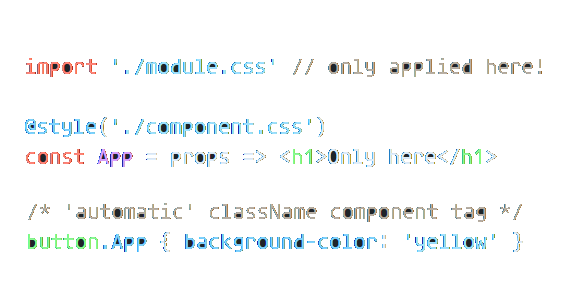 import './module.css' // only applied here!
@style('./component.css')
const App = props => <h1>Only here</h1>
/* 'automatic' className component tag */
button.App { background-color: 'yellow' }